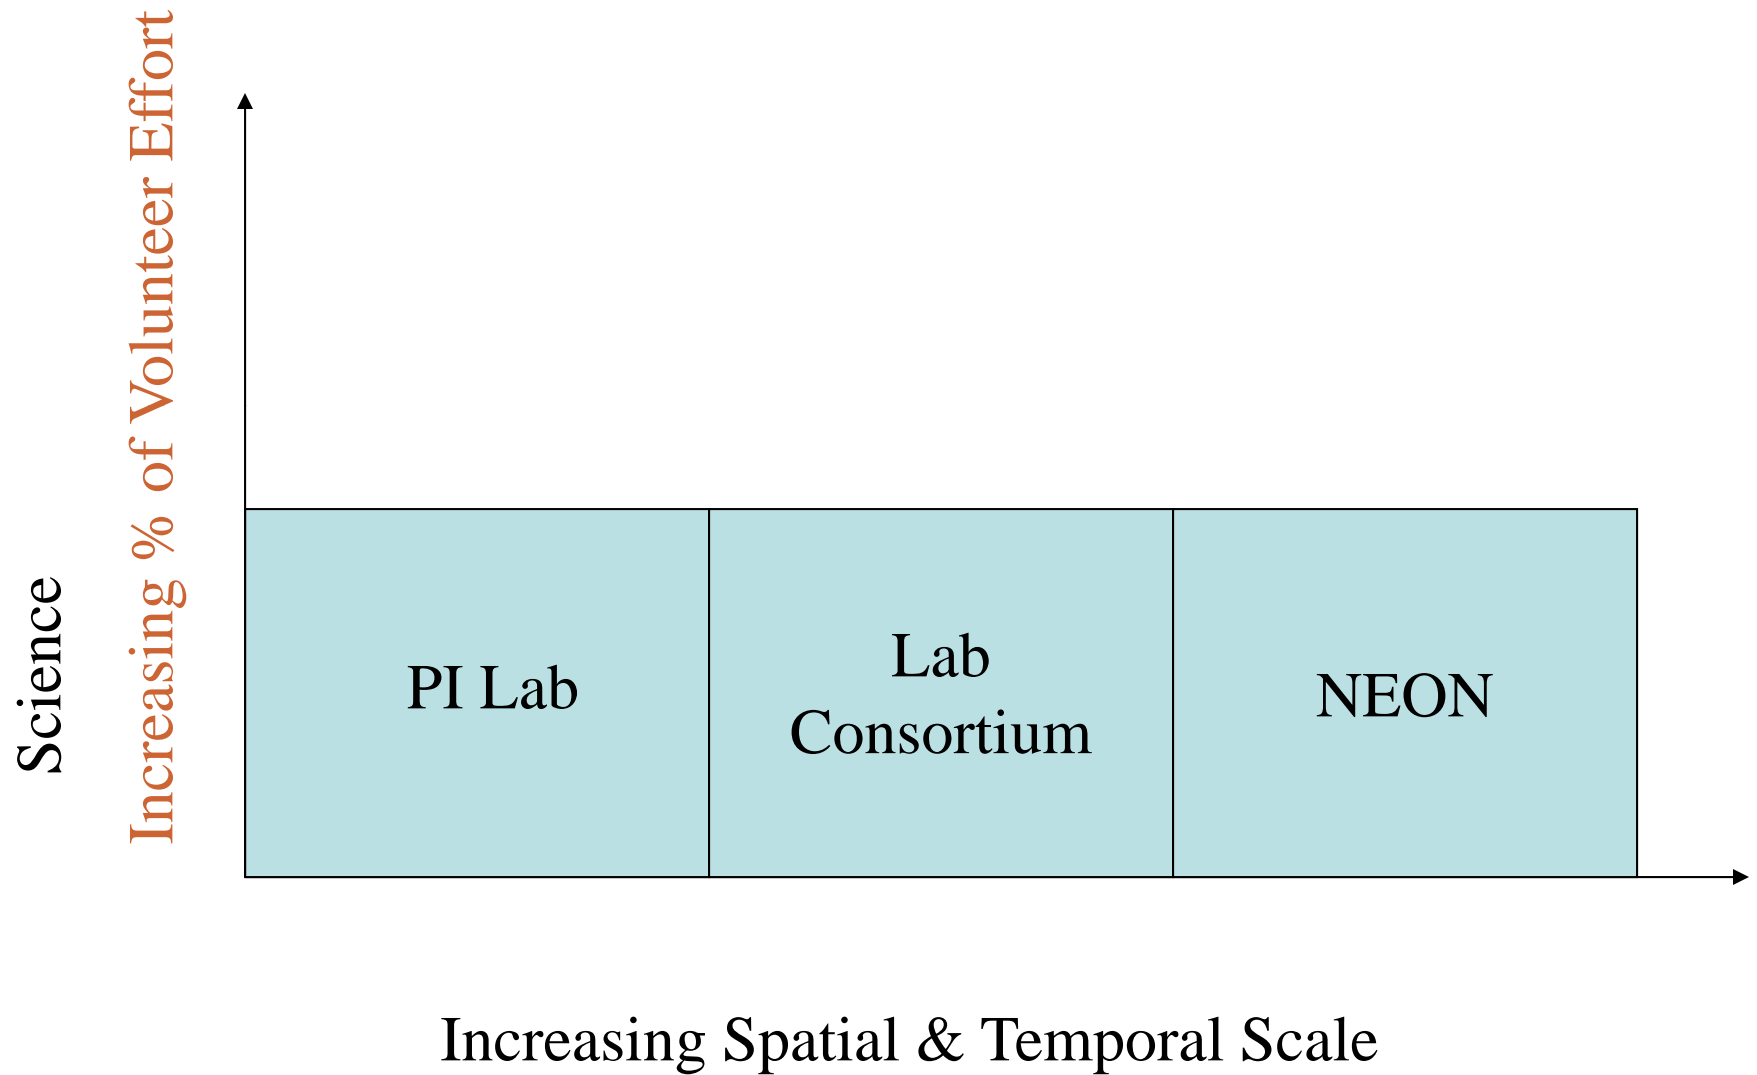 Increasing % of Volunteer Effort
Science
PI Lab
Lab
Consortium
NEON
Increasing Spatial & Temporal Scale